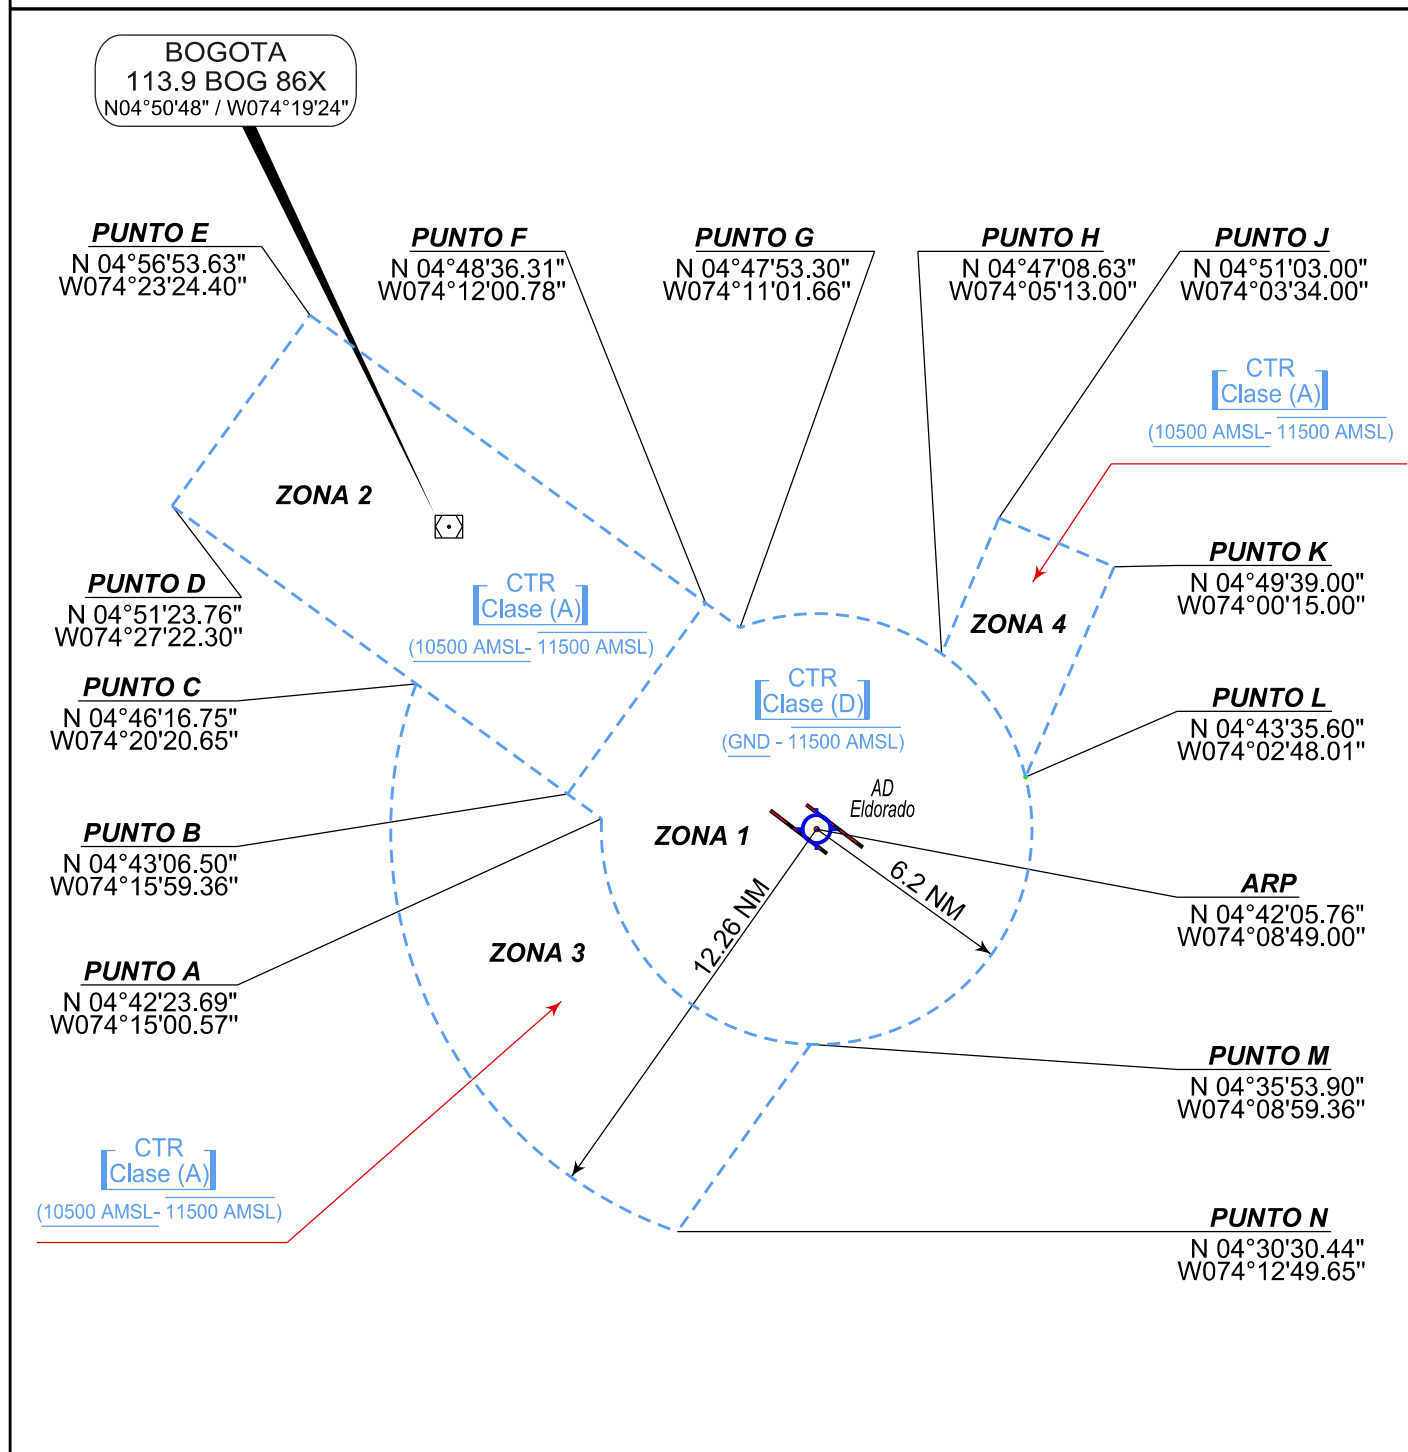 BOGOTA
113.9 BOG 86X
N04°50'48" / W074°19'24"
PUNTO E
N 04°56'53.63"
W074°23'24.40"
PUNTO F
N 04°48'36.31"
W074°12'00.78"
PUNTO G
N 04°47'53.30"
W074°11'01.66"
PUNTO H
N 04°47'08.63"
W074°05'13.00"
PUNTO J
N 04°51'03.00"
W074°03'34.00"
CTR
Clase (A)
(10500 AMSL- 11500 AMSL)
ZONA 2
PUNTO K
N 04°49'39.00"
W074°00'15.00"
PUNTO D
N 04°51'23.76"
W074°27'22.30"
CTR
Clase (A)
(10500 AMSL- 11500 AMSL)
ZONA 4
PUNTO C
N 04°46'16.75"
W074°20'20.65"
CTR
Clase (D)
(GND - 11500 AMSL)
PUNTO L
N 04°43'35.60"
W074°02'48.01"
AD
Eldorado
PUNTO B
N 04°43'06.50"
W074°15'59.36"
ZONA 1
6.2 NM
12.26 NM
ARP
N 04°42'05.76"
W074°08'49.00"
ZONA 3
PUNTO A
N 04°42'23.69"
W074°15'00.57"
PUNTO M
N 04°35'53.90"
W074°08'59.36"
CTR
Clase (A)
(10500 AMSL- 11500 AMSL)
PUNTO N
N 04°30'30.44"
W074°12'49.65"